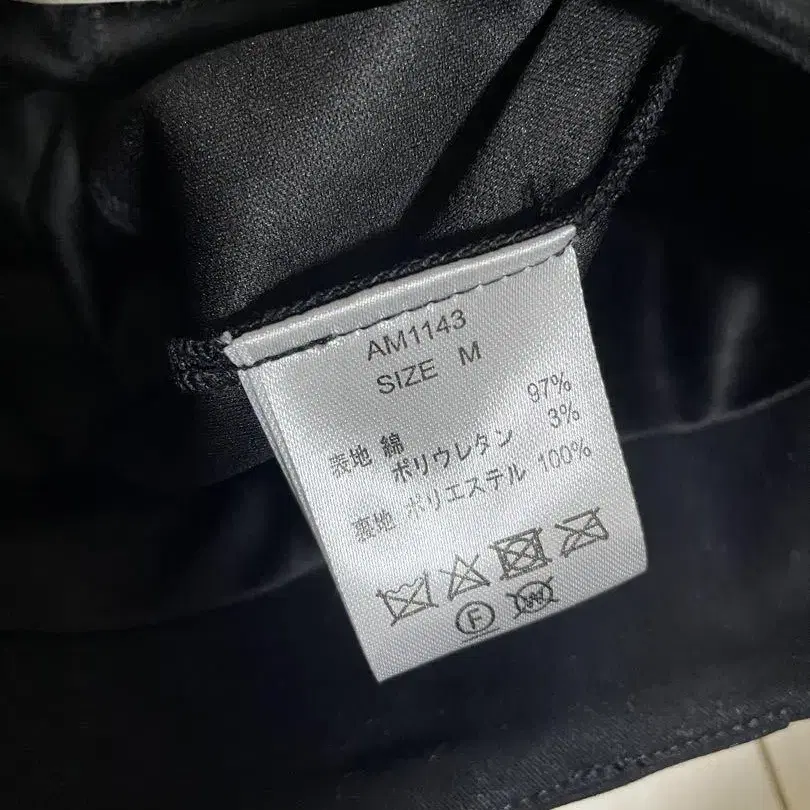 AM1143
SIZE M
表地 綿 97%
ポリウレタン 3%
裏地 ポリエステル 100%
F W